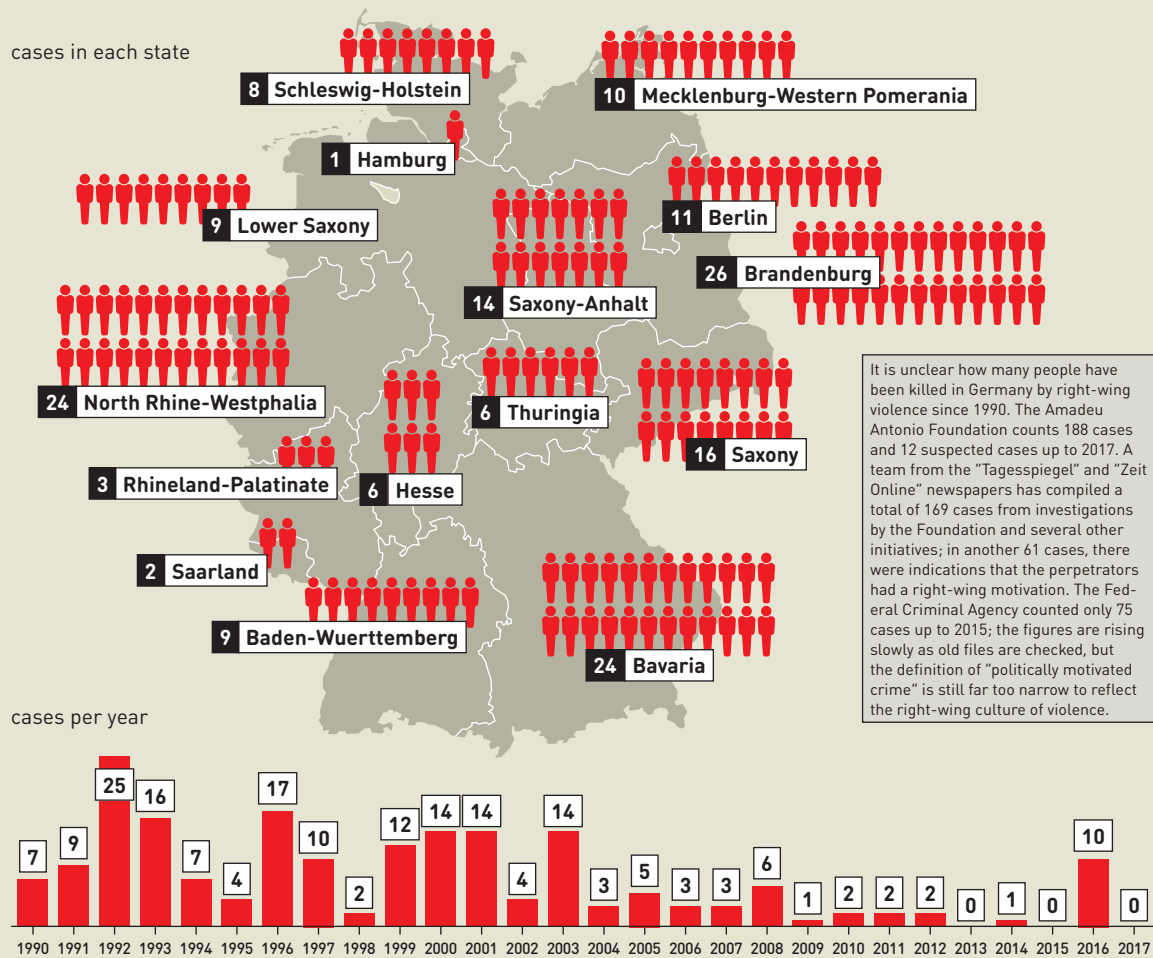 cases in each state
8 Schleswig-Holstein
10 Mecklenburg-Western Pomerania
1 Hamburg
11 Berlin
9 Lower Saxony
26 Brandenburg
14 Saxony-Anhalt
24 North Rhine-Westphalia
6 Thuringia
16 Saxony
3 Rhineland-Palatinate
6 Hesse
2 Saarland
9 Baden-Wuerttemberg
24 Bavaria
It is unclear how many people have
been killed in Germany by right-wing
violence since 1990. The Amadeu
Antonio Foundation counts 188 cases
and 12 suspected cases up to 2017. A
team from the "Tagesspiegel" and "Zeit
Online" newspapers has compiled a
total of 169 cases from investigations
by the Foundation and several other
initiatives; in another 61 cases, there
were indications that the perpetrators
had a right-wing motivation. The Fed-
eral Criminal Agency counted only 75
cases up to 2015; the figures are rising
slowly as old files are checked, but
the definition of "politically motivated
crime" is still far too narrow to reflect
the right-wing culture of violence.
cases per year
7 9 25 16 7 4 17 10 2 12 14 14 4 14 3 5 3 3 6 1 2 2 2 0 1 0 10 0
1990 1991 1992 1993 1994 1995 1996 1997 1998 1999 2000 2001 2002 2003 2004 2005 2006 2007 2008 2009 2010 2011 2012 2013 2014 2015 2016 2017